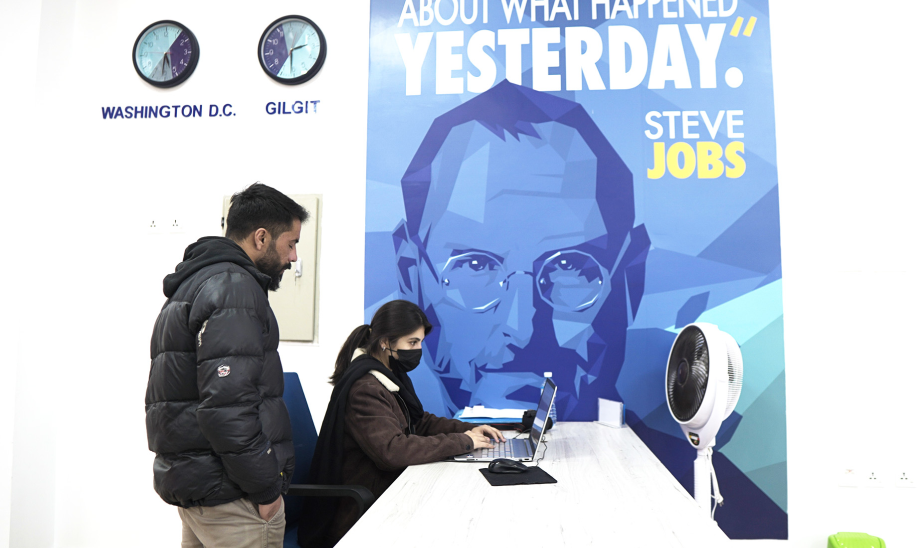 ABOUT WHAT HAPPENED
YESTERDAY.”
STEVE
JOBS
WASHINGTON D.C.
GILGIT